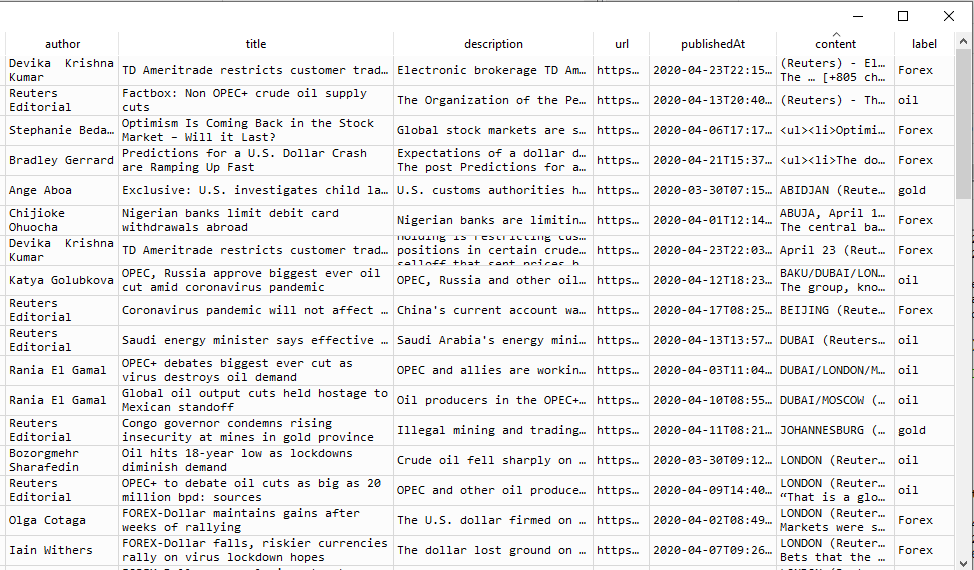 author title description url publishedAt content label
Devika Krishna
Kumar
TD Ameritrade restricts customer trad… Electronic brokerage TD Am… https… 2020-04-23T22:15… (Reuters) - El…
The … [+805 ch… Forex
Reuters
Editorial
Factbox: Non OPEC+ crude oil supply
cuts
The Organization of the Pe… https… 2020-04-13T20:40… (Reuters) - Th… oil
Stephanie Beda…
Optimism Is Coming Back in the Stock
Market – Will it Last?
Global stock markets are s… https… 2020-04-06T17:17… <ul><li>Optimi… Forex
Bradley Gerrard
Predictions for a U.S. Dollar Crash
are Ramping Up Fast
Expectations of a dollar d…
The post Predictions for a…
https… 2020-04-21T15:37… <ul><li>The do… Forex
Ange Aboa Exclusive: U.S. investigates child la… U.S. customs authorities h… https… 2020-03-30T07:15… ABIDJAN (Reute… gold
Chijioke
Ohuocha
Nigerian banks limit debit card
withdrawals abroad
Nigerian banks are limitin… https… 2020-04-01T12:14… ABUJA, April 1…
The central ba… Forex
Devika Krishna
Kumar
TD Ameritrade restricts customer trad…
Holding is restricting cus…
positions in certain crude…
selloff that sent prices b…
https… 2020-04-23T22:03… April 23 (Reut… Forex
Katya Golubkova
OPEC, Russia approve biggest ever oil
cut amid coronavirus pandemic
OPEC, Russia and other oil… https… 2020-04-12T18:23… BAKU/DUBAI/LON…
The group, kno… oil
Reuters
Editorial
Coronavirus pandemic will not affect … China's current account wa… https… 2020-04-17T08:25… BEIJING (Reute… Forex
Reuters
Editorial
Saudi energy minister says effective … Saudi Arabia's energy mini… https… 2020-04-13T13:57… DUBAI (Reuters… oil
Rania El Gamal
OPEC+ debates biggest ever cut as
virus destroys oil demand
OPEC and allies are workin… https… 2020-04-03T11:04… DUBAI/LONDON/M… oil
Rania El Gamal
Global oil output cuts held hostage to
Mexican standoff
Oil producers in the OPEC+… https… 2020-04-10T08:55… DUBAI/MOSCOW (… oil
Reuters
Editorial
Congo governor condemns rising
insecurity at mines in gold province
Illegal mining and trading… https… 2020-04-11T08:21… JOHANNESBURG (… gold
Bozorgmehr
Sharafedin
Oil hits 18-year low as lockdowns
diminish demand
Crude oil fell sharply on … https… 2020-03-30T09:12… LONDON (Reuter… oil
Reuters
Editorial
OPEC+ to debate oil cuts as big as 20
million bpd: sources
OPEC and other oil produce… https… 2020-04-09T14:40… LONDON (Reuter…
“That is a glo… oil
Olga Cotaga
FOREX-Dollar maintains gains after
weeks of rallying
The U.S. dollar firmed on … https… 2020-04-02T08:49… LONDON (Reuter…
Markets were s… Forex
Iain Withers
FOREX-Dollar falls, riskier currencies
rally on virus lockdown hopes
The dollar lost ground on … https… 2020-04-07T09:26… LONDON (Reuter…
Bets that the … Forex